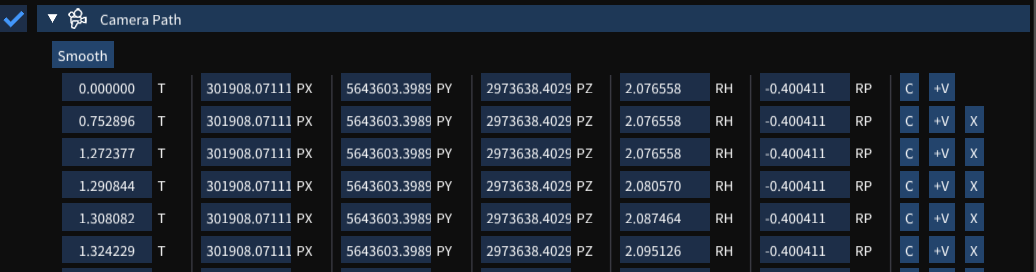 Camera Path
Smooth
0.000000 T 301908.07111 PX 5643603.3989 PY 2973638.4029 PZ 2.076558 RH -0.400411 RP C +V
0.752896 T 301908.07111 PX 5643603.3989 PY 2973638.4029 PZ 2.076558 RH -0.400411 RP C +V X
1.272377 T 301908.07111 PX 5643603.3989 PY 2973638.4029 PZ 2.076558 RH -0.400411 RP C +V X
1.290844 T 301908.07111 PX 5643603.3989 PY 2973638.4029 PZ 2.080570 RH -0.400411 RP C +V X
1.308082 T 301908.07111 PX 5643603.3989 PY 2973638.4029 PZ 2.087464 RH -0.400411 RP C +V X
1.324229 T 301908.07111 PX 5643603.3989 PY 2973638.4029 PZ 2.095126 RH -0.400411 RP C +V X